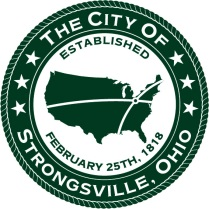 THE CITY OF
ESTABLISHED
FEBRUARY 25TH, 1818
STRONGSVILLE, OHIO